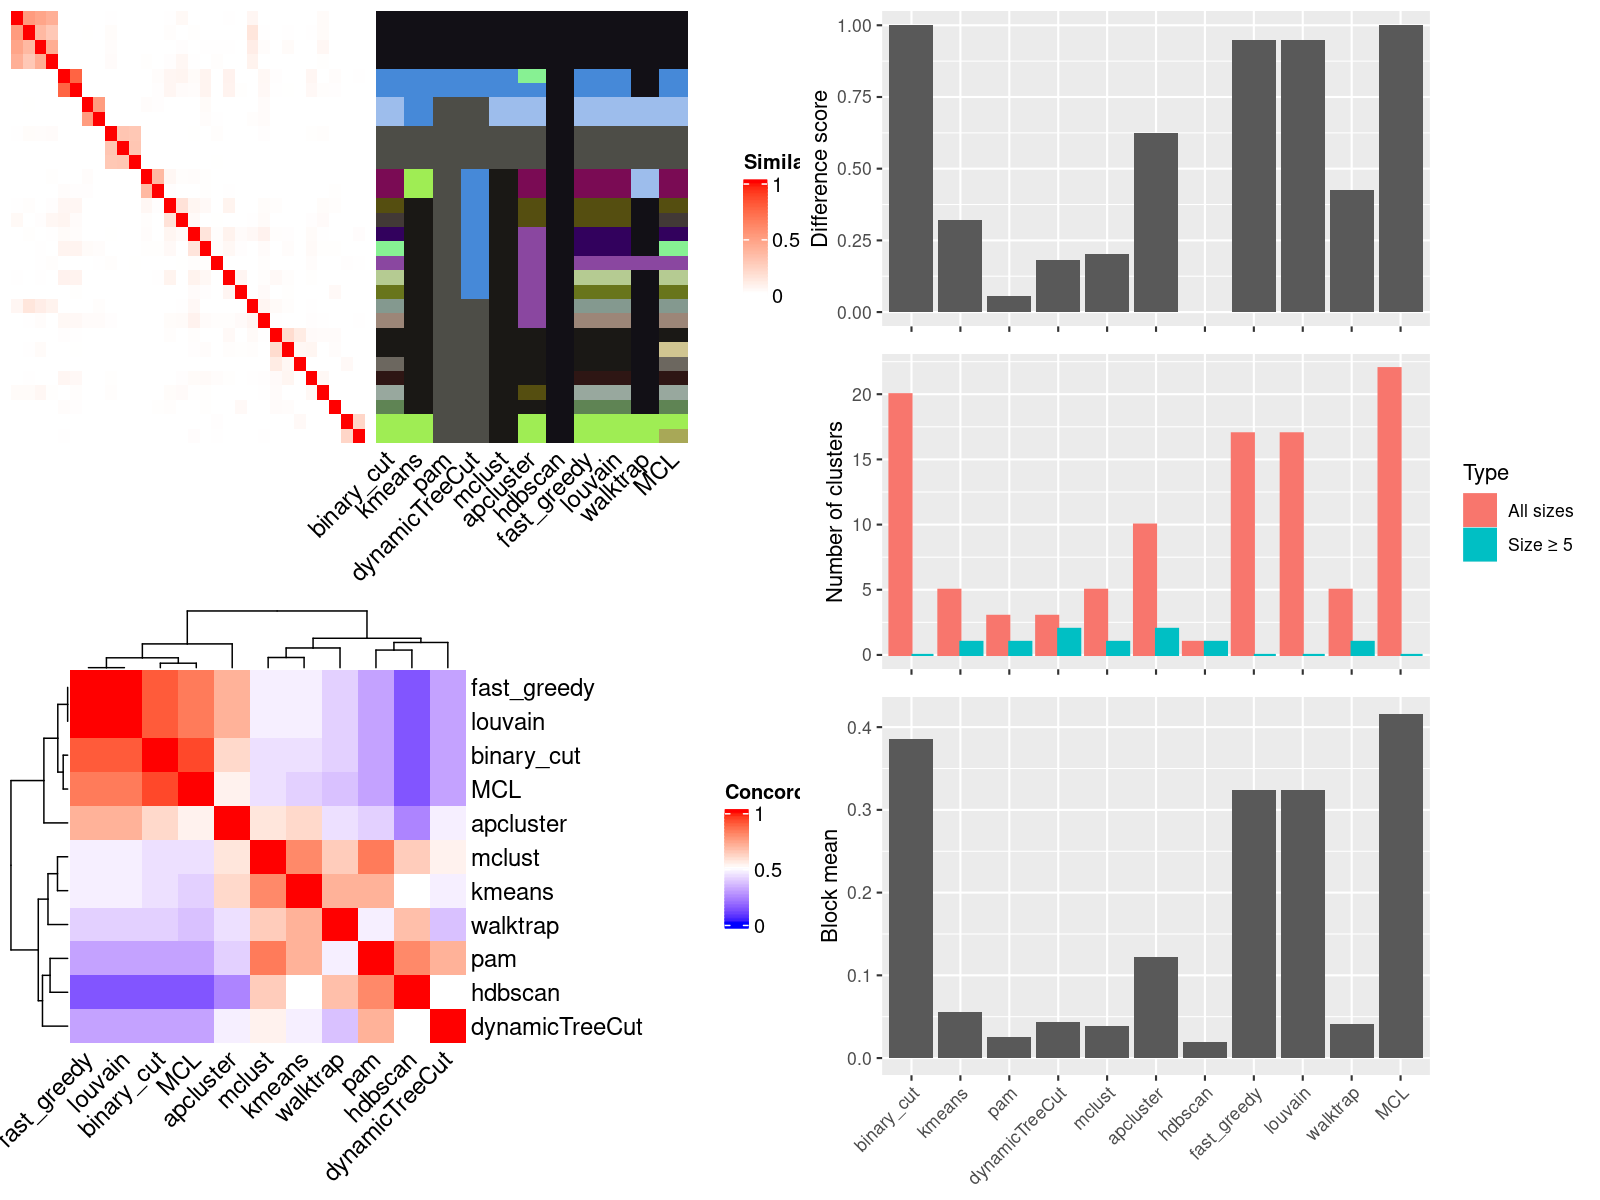 Simila
1
0.5
0
binary_cut
kmeans
pam
dynamicTreeCut
mclust
apcluster
hdbscan
fast_greedy
louvain
walktrap
MCL
fast_greedy
louvain
binary_cut
MCL
apcluster
mclust
kmeans
walktrap
pam
hdbscan
dynamicTreeCut
fast_greedy
louvain
binary_cut
MCL
apcluster
mclust
kmeans
walktrap
pam
hdbscan
dynamicTreeCut
Concord
1
0.5
0
Difference score
1.00
0.75
0.50
0.25
0.00
Number of clusters
20
15
10
5
0
Type
All sizes
Size ≥ 5
Block mean
0.4
0.3
0.2
0.1
0.0
binary_cut
kmeans
pam
dynamicTreeCut
mclust
apcluster
hdbscan
fast_greedy
louvain
walktrap
MCL